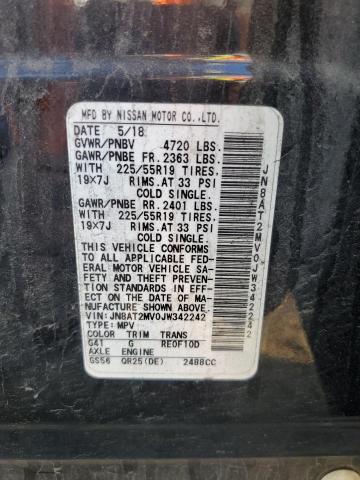 MFD BY NISSAN MOTOR CO.,LTD.
DATE 5/18
GVWR/PNBV 4720 LBS.
GAWR/PNBE FR. 2363 LBS.
WITH 225/55R19 TIRES,
19X7J RIMS.AT 33 PSI
COLD SINGLE.
GAWR/PNBE RR. 2401 LBS.
WITH 225/55R19 TIRES,
19X7J RIMS.AT 33 PSI
COLD SINGLE.
THIS VEHICLE CONFORMS
TO ALL APPLICABLE FED-
ERAL MOTOR VEHICLE SA-
FETY AND THEFT PREVEN-
TION STANDARDS IN EFF-
ECT ON THE DATE OF MA-
NUFACTURE SHOWN ABOVE.
VIN:JN8AT2MV0JW342242
TYPE:MPV
COLOR TRIM TRANS
G41 G RE0F10D
AXLE ENGINE
GS56 QR25(DE) 2488CC
JN8AT2MV0JW342242